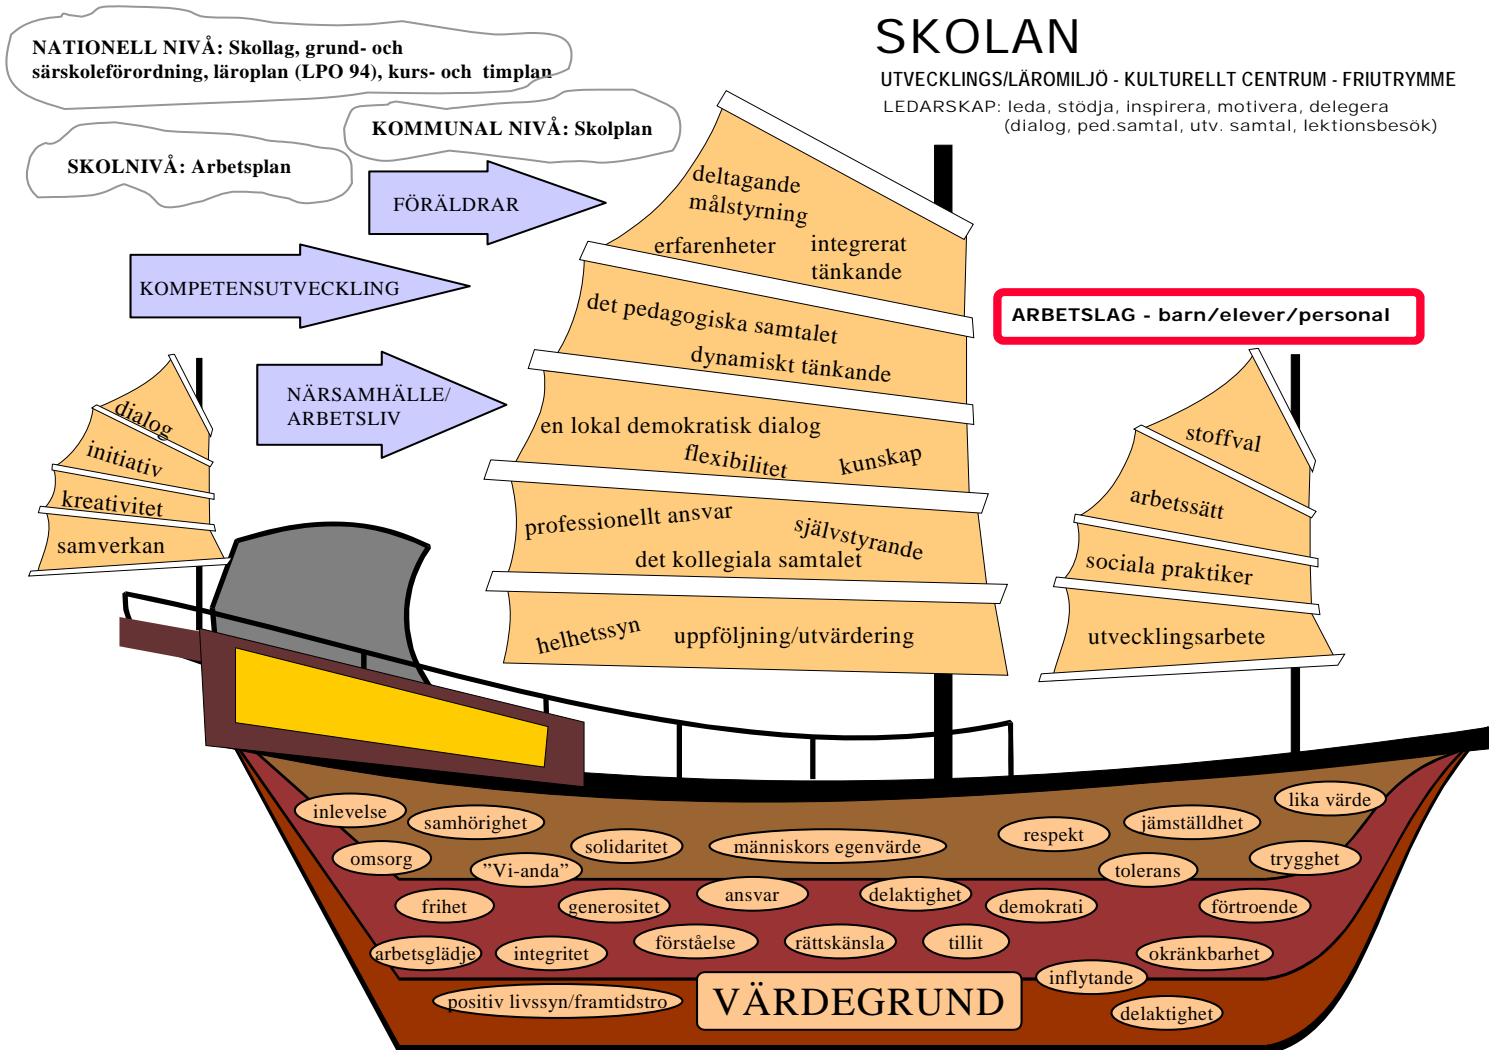 NATIONELL NIVÅ: Skollag, grund- och
särskoleförordning, läroplan (LPO 94), kurs- och timplan
KOMMUNAL NIVÅ: Skolplan
SKOLNIVÅ: Arbetsplan
SKOLAN
UTVECKLINGS/LÄROMILJÖ - KULTURELLT CENTRUM - FRIUTRYMME
LEDARSKAP: leda, stödja, inspirera, motivera, delegera
(dialog, ped.samtal, utv. samtal, lektionsbesök)
FÖRÄLDRAR
KOMPETENSUTVECKLING
NÄRSAMHÄLLE/
ARBETSLIV
ARBETSLAG - barn/elever/personal
dialog
initiativ
kreativitet
samverkan
deltagande
målstyrning
erfarenheter
integrerat
tänkande
det pedagogiska samtalet
dynamiskt tänkande
en lokal demokratisk dialog
flexibilitet
kunskap
professionellt ansvar
självstyrande
det kollegiala samtalet
helhetssyn
uppföljning/utvärdering
stoffval
arbetssätt
sociala praktiker
utvecklingsarbete
inlevelse
samhörighet
solidaritet
människors egenvärde
respekt
jämställdhet
lika värde
omsorg
"Vi-anda"
tolerans
trygghet
frihet
generositet
ansvar
delaktighet
demokrati
förtroende
arbetsglädje
integritet
förståelse
rättskänsla
tillit
okränkbarhet
inflytande
positiv livssyn/framtidstro
VÄRDEGRUND
delaktighet